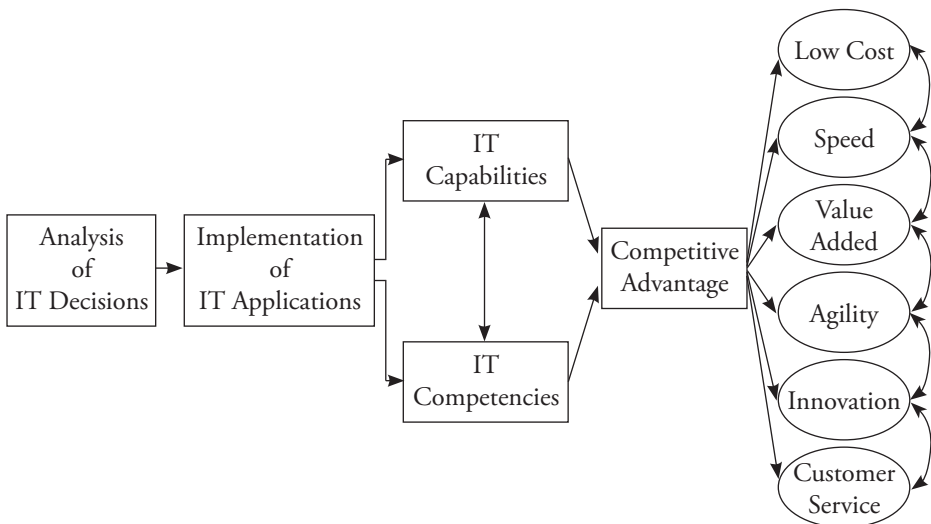 Analysis
of
IT Decisions
Implementation
of
IT Applications
IT
Capabilities
IT
Competencies
Competitive
Advantage
Low Cost
Speed
Value
Added
Agility
Innovation
Customer
Service